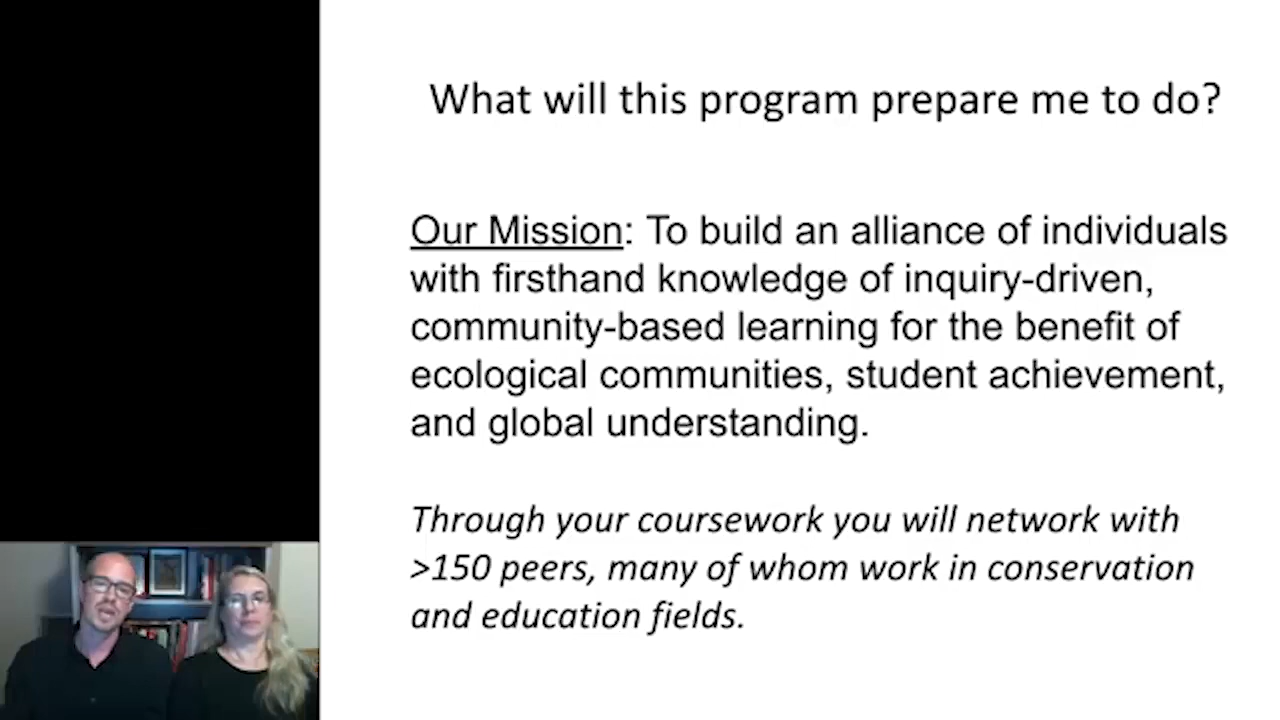 What will this program prepare me to do?
Our Mission: To build an alliance of individuals
with firsthand knowledge of inquiry-driven,
community-based learning for the benefit of
ecological communities, student achievement,
and global understanding.
Through your coursework you will network with
>150 peers, many of whom work in conservation
and education fields.